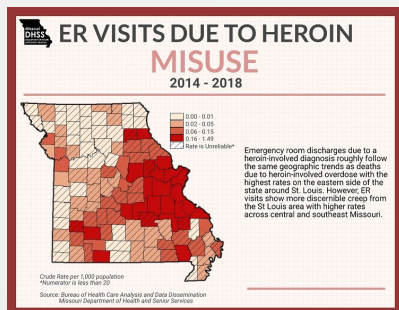 Missouri
DHSS
ER VISITS DUE TO HEROIN
MISUSE
2014 - 2018
0.00 - 0.01
0.02 - 0.05
0.06 - 0.15
0.16 - 1.49
Rate is Unreliable*
Emergency room discharges due to a
heroin-involved diagnosis roughly follow
the same geographic trends as deaths
due to heroin-involved overdose with the
highest rates on the eastern side of the
state around St. Louis. However, ER
visits show more discernible creep from
the St Louis area with higher rates
across central and southeast Missouri.
Crude Rate per 1,000 population
*Numerator is less than 20
Source: Bureau of Health Care Analysis and Data Dissemination
Missouri Department of Health and Senior Services